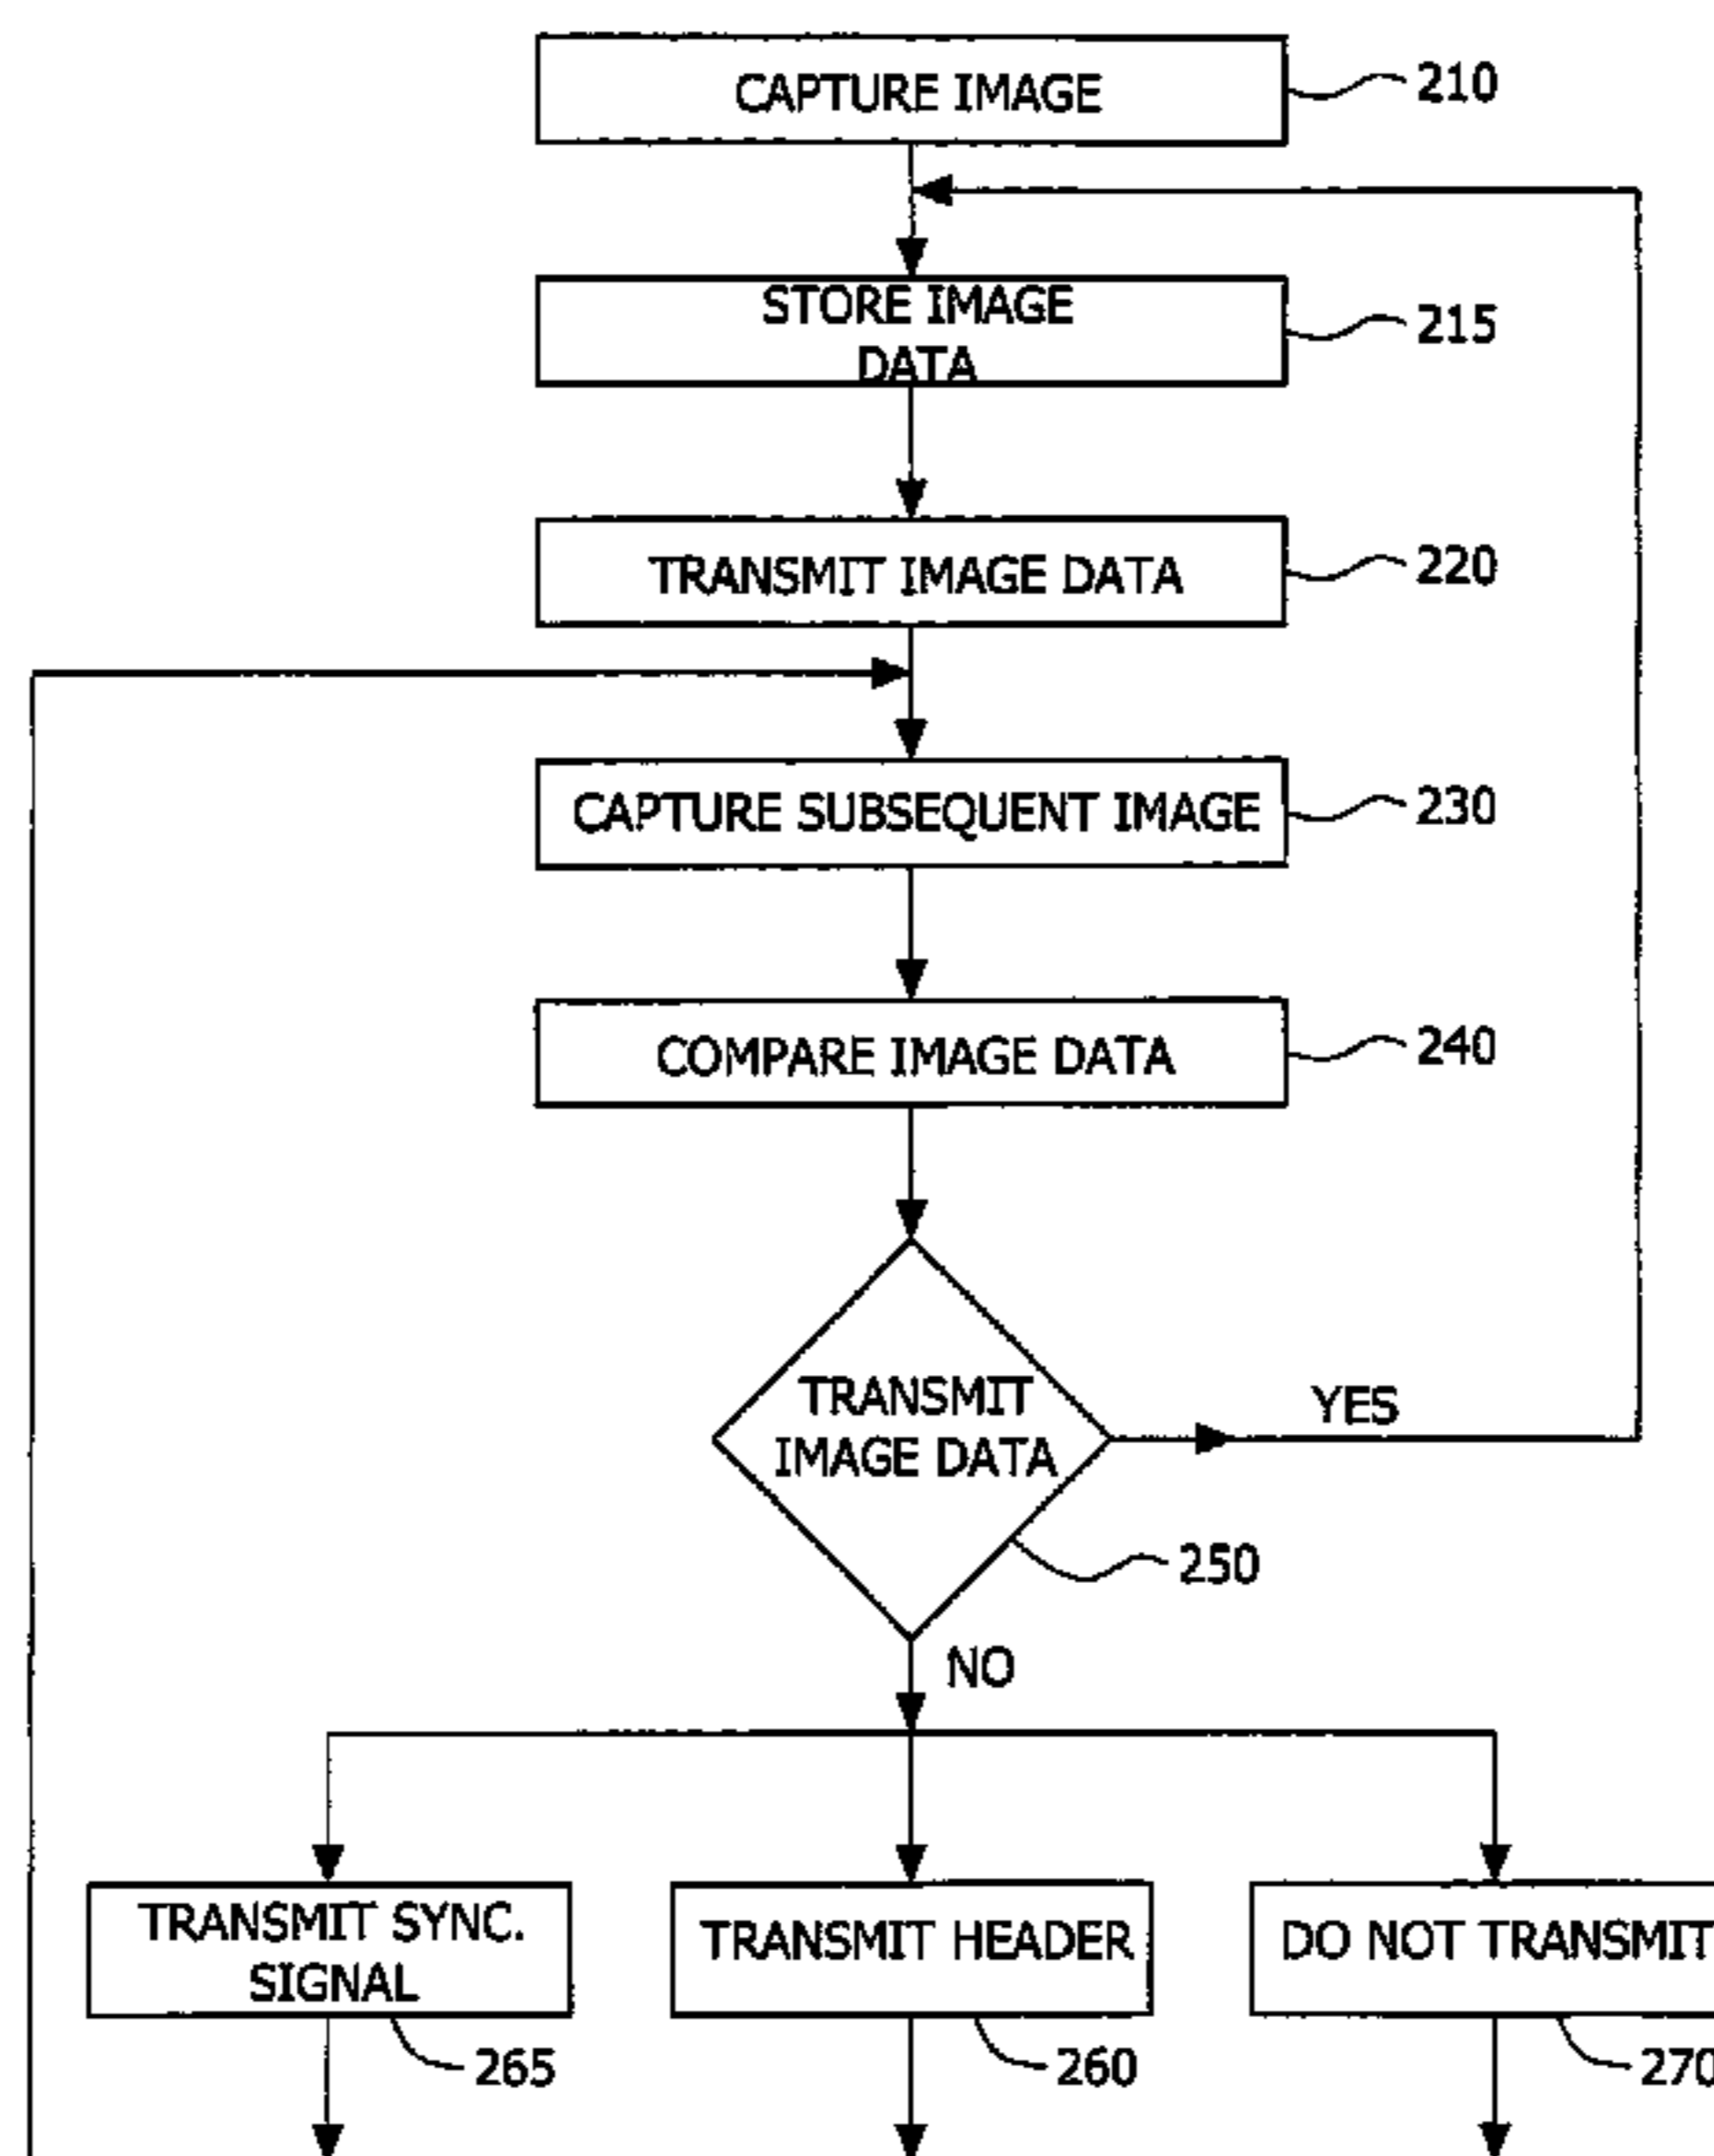 CAPTURE IMAGE
210
STORE IMAGE
DATA
215
TRANSMIT IMAGE DATA
220
CAPTURE SUBSEQUENT IMAGE
230
COMPARE IMAGE DATA
240
TRANSMIT
IMAGE DATA
YES
250
NO
TRANSMIT SYNC.
SIGNAL
TRANSMIT HEADER
DO NOT TRANSMIT
265
260
270